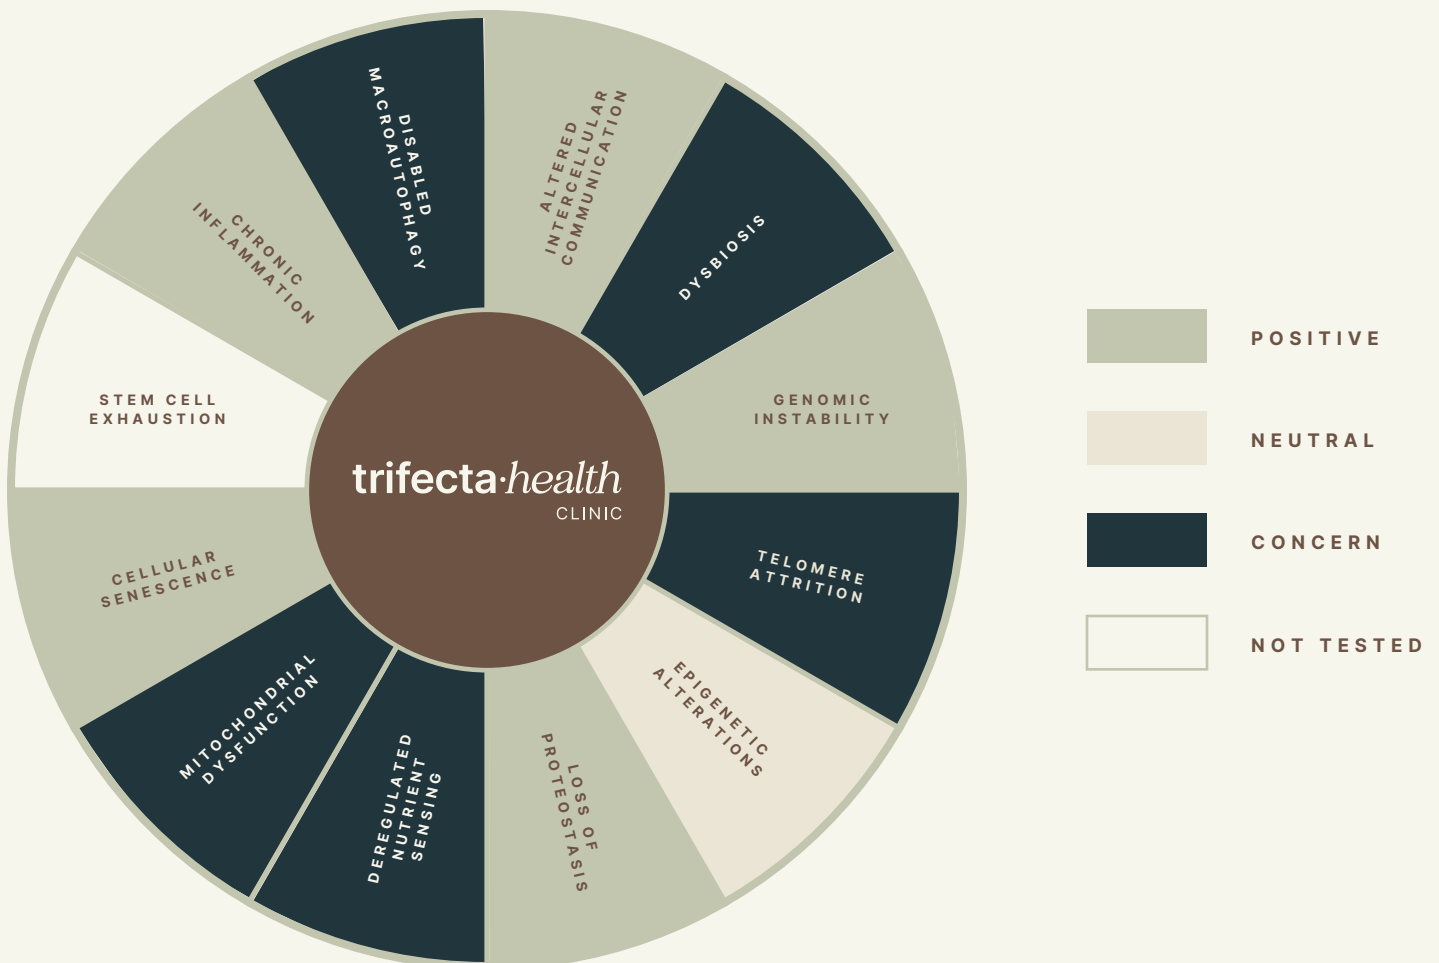 DISABLED
MACROAUTOPHAGY
ALTERED
INTERCELLULAR
COMMUNICATION
DYSBIOSIS
GENOMIC
INSTABILITY
TELOMERE
ATTRITION
EPIGENETIC
ALTERATIONS
LOSS OF
PROTEOSTASIS
DEREGULATED
NUTRIENT
SENSING
MITOCHONDRIAL
DYSFUNCTION
CELLULAR
SENESCENCE
STEM CELL
EXHAUSTION
CHRONIC
INFLAMMATION
trifecta·health
CLINIC
POSITIVE
NEUTRAL
CONCERN
NOT TESTED